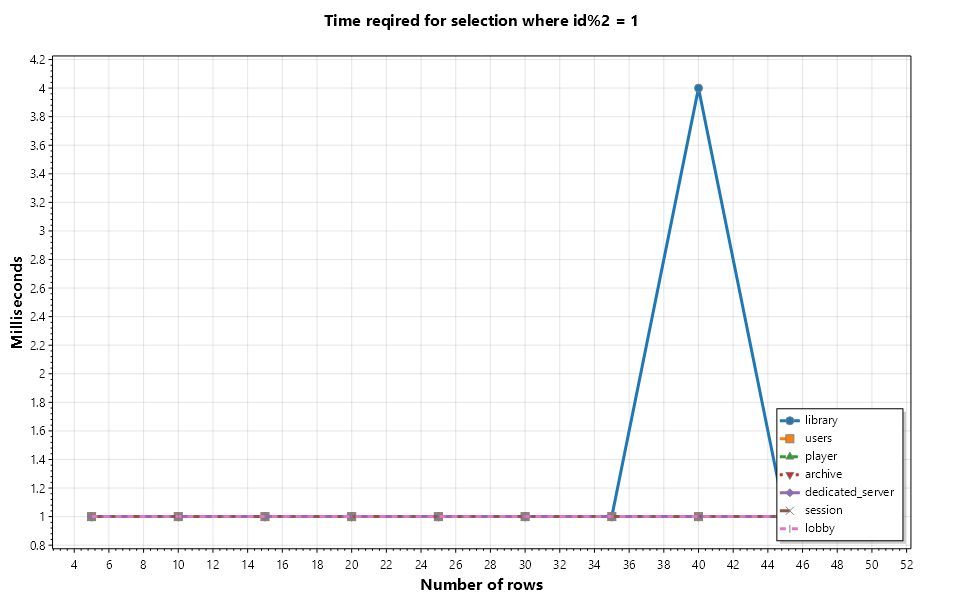 Time reqired for selection where id%2 = 1
4.2
4
3.8
3.6
3.4
3.2
3
2.8
2.6
2.4
2.2
2
1.8
1.6
1.4
1.2
1
0.8
Milliseconds
library
users
player
archive
dedicated_server
session
lobby
4 6 8 10 12 14 16 18 20 22 24 26 28 30 32 34 36 38 40 42 44 46 48 50 52
Number of rows